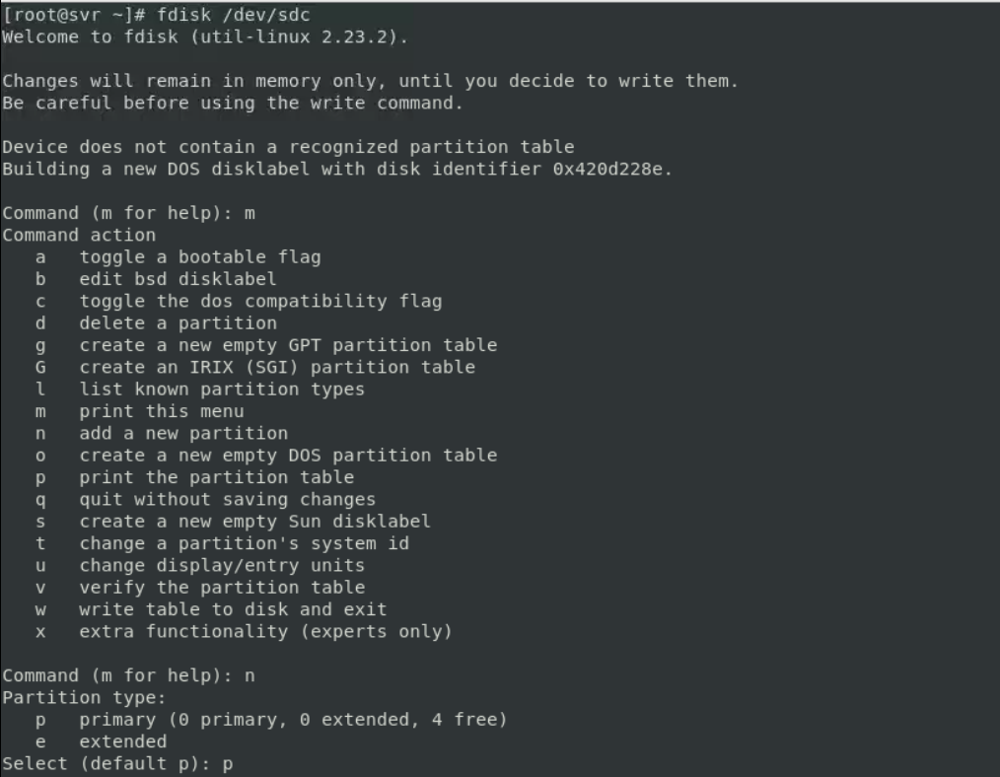 [root@svr ~]# fdisk /dev/sdc
Welcome to fdisk (util-linux 2.23.2).

Changes will remain in memory only, until you decide to write them.
Be careful before using the write command.

Device does not contain a recognized partition table
Building a new DOS disklabel with disk identifier 0x420d228e.

Command (m for help): m
Command action
   a   toggle a bootable flag
   b   edit bsd disklabel
   c   toggle the dos compatibility flag
   d   delete a partition
   g   create a new empty GPT partition table
   G   create an IRIX (SGI) partition table
   l   list known partition types
   m   print this menu
   n   add a new partition
   o   create a new empty DOS partition table
   p   print the partition table
   q   quit without saving changes
   s   create a new empty Sun disklabel
   t   change a partition's system id
   u   change display/entry units
   v   verify the partition table
   w   write table to disk and exit
   x   extra functionality (experts only)

Command (m for help): n
Partition type:
   p   primary (0 primary, 0 extended, 4 free)
   e   extended
Select (default p): p